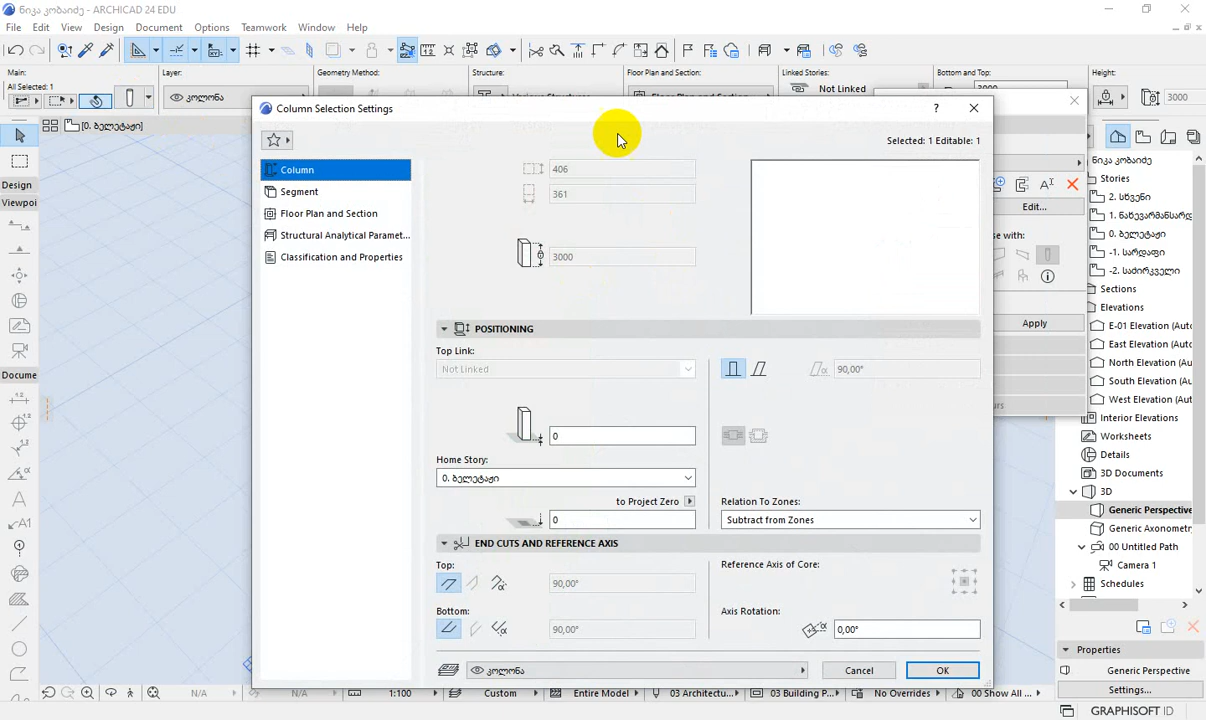 ნიკა კობაიძე - ARCHICAD 24 EDU
File Edit View Design Document Options Teamwork Window Help
Main: Layer: Geometry Method: Structure: Floor Plan and Section: Linked Stories: Bottom and Top: Height:
All Selected: 1
კოლონა
Not Linked
3000
[0. ბელეტაჟი]
Column Selection Settings
Selected: 1 Editable: 1
Column
Segment
Floor Plan and Section
Structural Analytical Paramet...
Classification and Properties
406
361
3000
POSITIONING
Top Link:
Not Linked
90,00°
0
Home Story:
0. ბელეტაჟი
to Project Zero
0
Relation To Zones:
Subtract from Zones
END CUTS AND REFERENCE AXIS
Top:
90,00°
Reference Axis of Core:
Bottom:
90,00°
Axis Rotation:
0,00°
კოლონა
Cancel
OK
Edit...
Apply
Design
Viewpoi
Docume
ნიკა კობაიძე
Stories
2. სხვენი
1. ნახევარმანსარდ
0. ბელეტაჟი
-1. სარდაფი
-2. საძირკველი
Sections
Elevations
E-01 Elevation (Auto
East Elevation (Aut
North Elevation (Au
South Elevation (Au
West Elevation (Aut
Interior Elevations
Worksheets
Details
3D Documents
3D
Generic Perspective
Generic Axonometr
00 Untitled Path
Camera 1
Schedules
Properties
Generic Perspective
Settings...
N/A N/A 1:100 Custom Entire Model 03 Architectu... 03 Building P... No Overrides 00 Show All ...
GRAPHISOFT ID